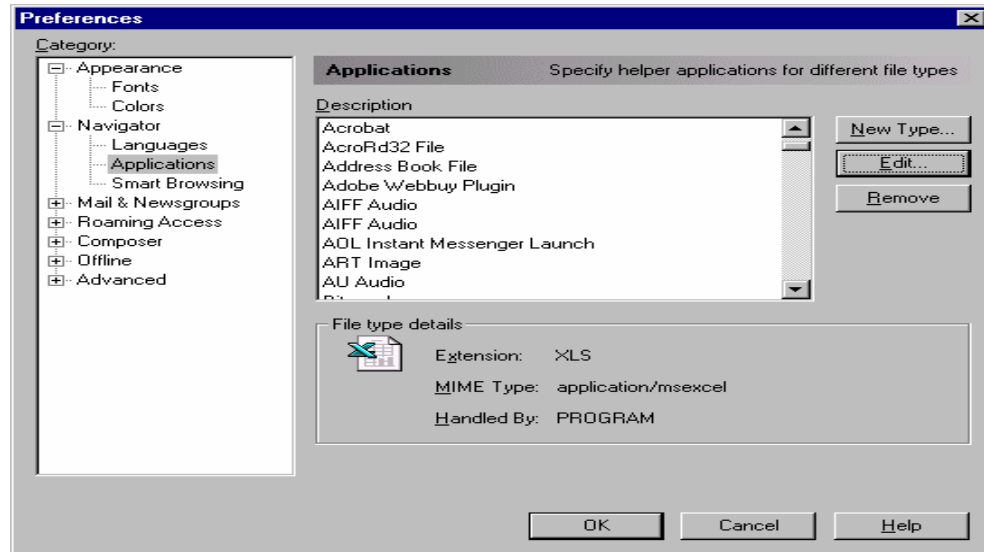 Preferences
Category:
Appearance
Fonts
Colors
Navigator
Languages
Applications
Smart Browsing
Mail & Newsgroups
Roaming Access
Composer
Offline
Advanced
Applications Specify helper applications for different file types
Description
Acrobat
AcroRd32 File
Address Book File
Adobe Webbuy Plugin
AIFF Audio
AIFF Audio
AOL Instant Messenger Launch
ART Image
AU Audio
New Type...
Edit...
Remove
File type details
Extension: XLS
MIME Type: application/msexcel
Handled By: PROGRAM
OK Cancel Help